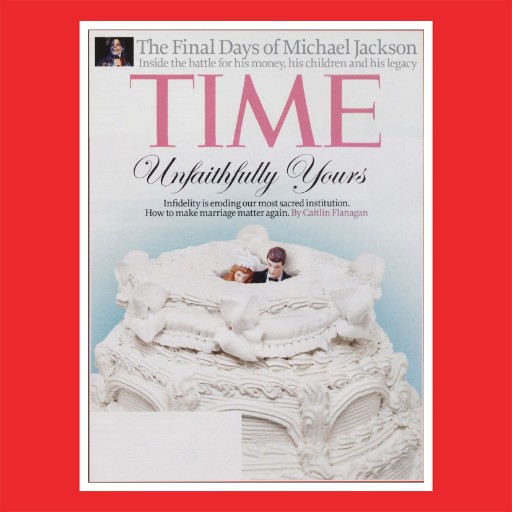 The Final Days of Michael Jackson
Inside the battle for his money, his children and his legacy
TIME
Unfaithfully Yours
Infidelity is eroding our most sacred institution.
How to make marriage matter again. By Caitlin Flanagan